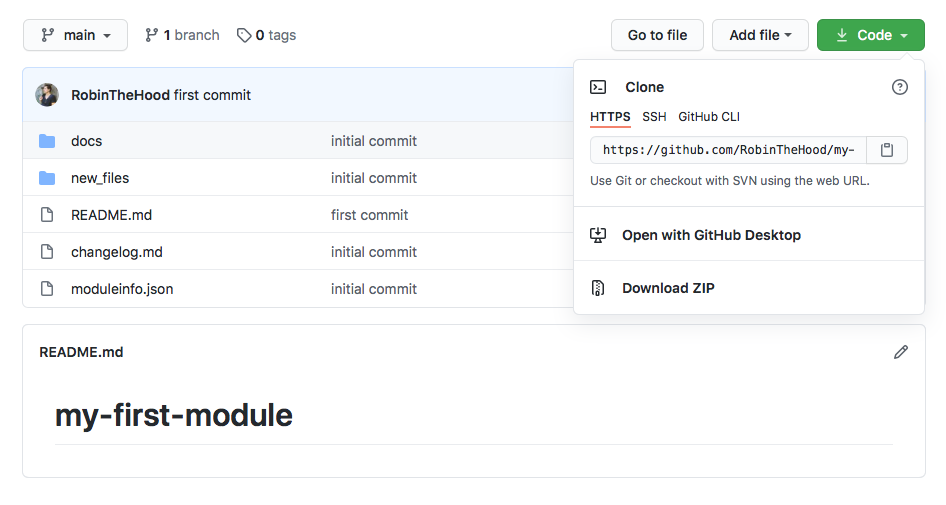 main 1 branch 0 tags Go to file Add file Code
RobinTheHood first commit
docs initial commit
new_files initial commit
README.md first commit
changelog.md initial commit
moduleinfo.json initial commit
Clone
HTTPS SSH GitHub CLI
https://github.com/RobinTheHood/my-
Use Git or checkout with SVN using the web URL.
Open with GitHub Desktop
Download ZIP
README.md
my-first-module